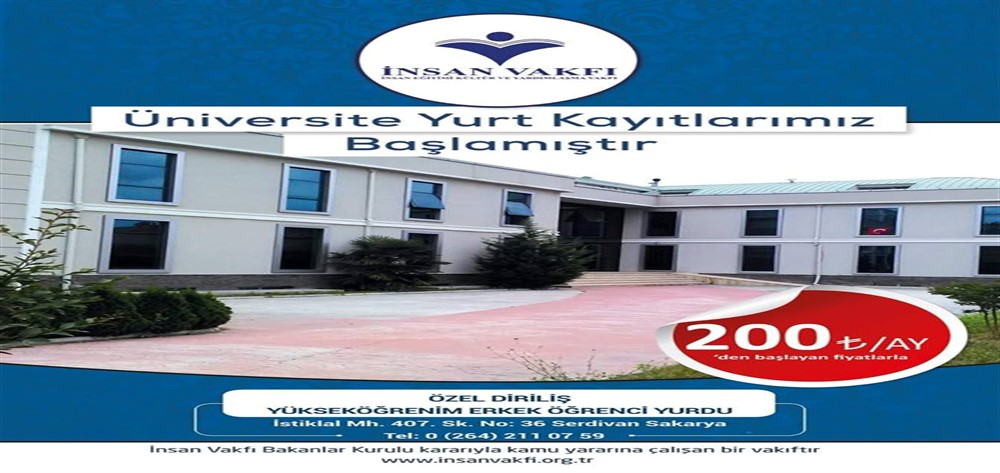 İNSAN VAKFI
İNSAN EĞİTİMİ KÜLTÜR VE YARDIMLAŞMA VAKFI
Üniversite Yurt Kayıtlarımız
Başlamıştır
200 ₺/AY
'den başlayan fiyatlarla
ÖZEL DİRİLİŞ
YÜKSEKÖĞRENİM ERKEK ÖĞRENCİ YURDU
İstiklal Mh. 407. Sk. No: 36 Serdivan Sakarya
Tel: 0 (264) 211 07 59
İnsan Vakfı Bakanlar Kurulu kararıyla kamu yararına çalışan bir vakıftır
www.insanvakfi.org.tr